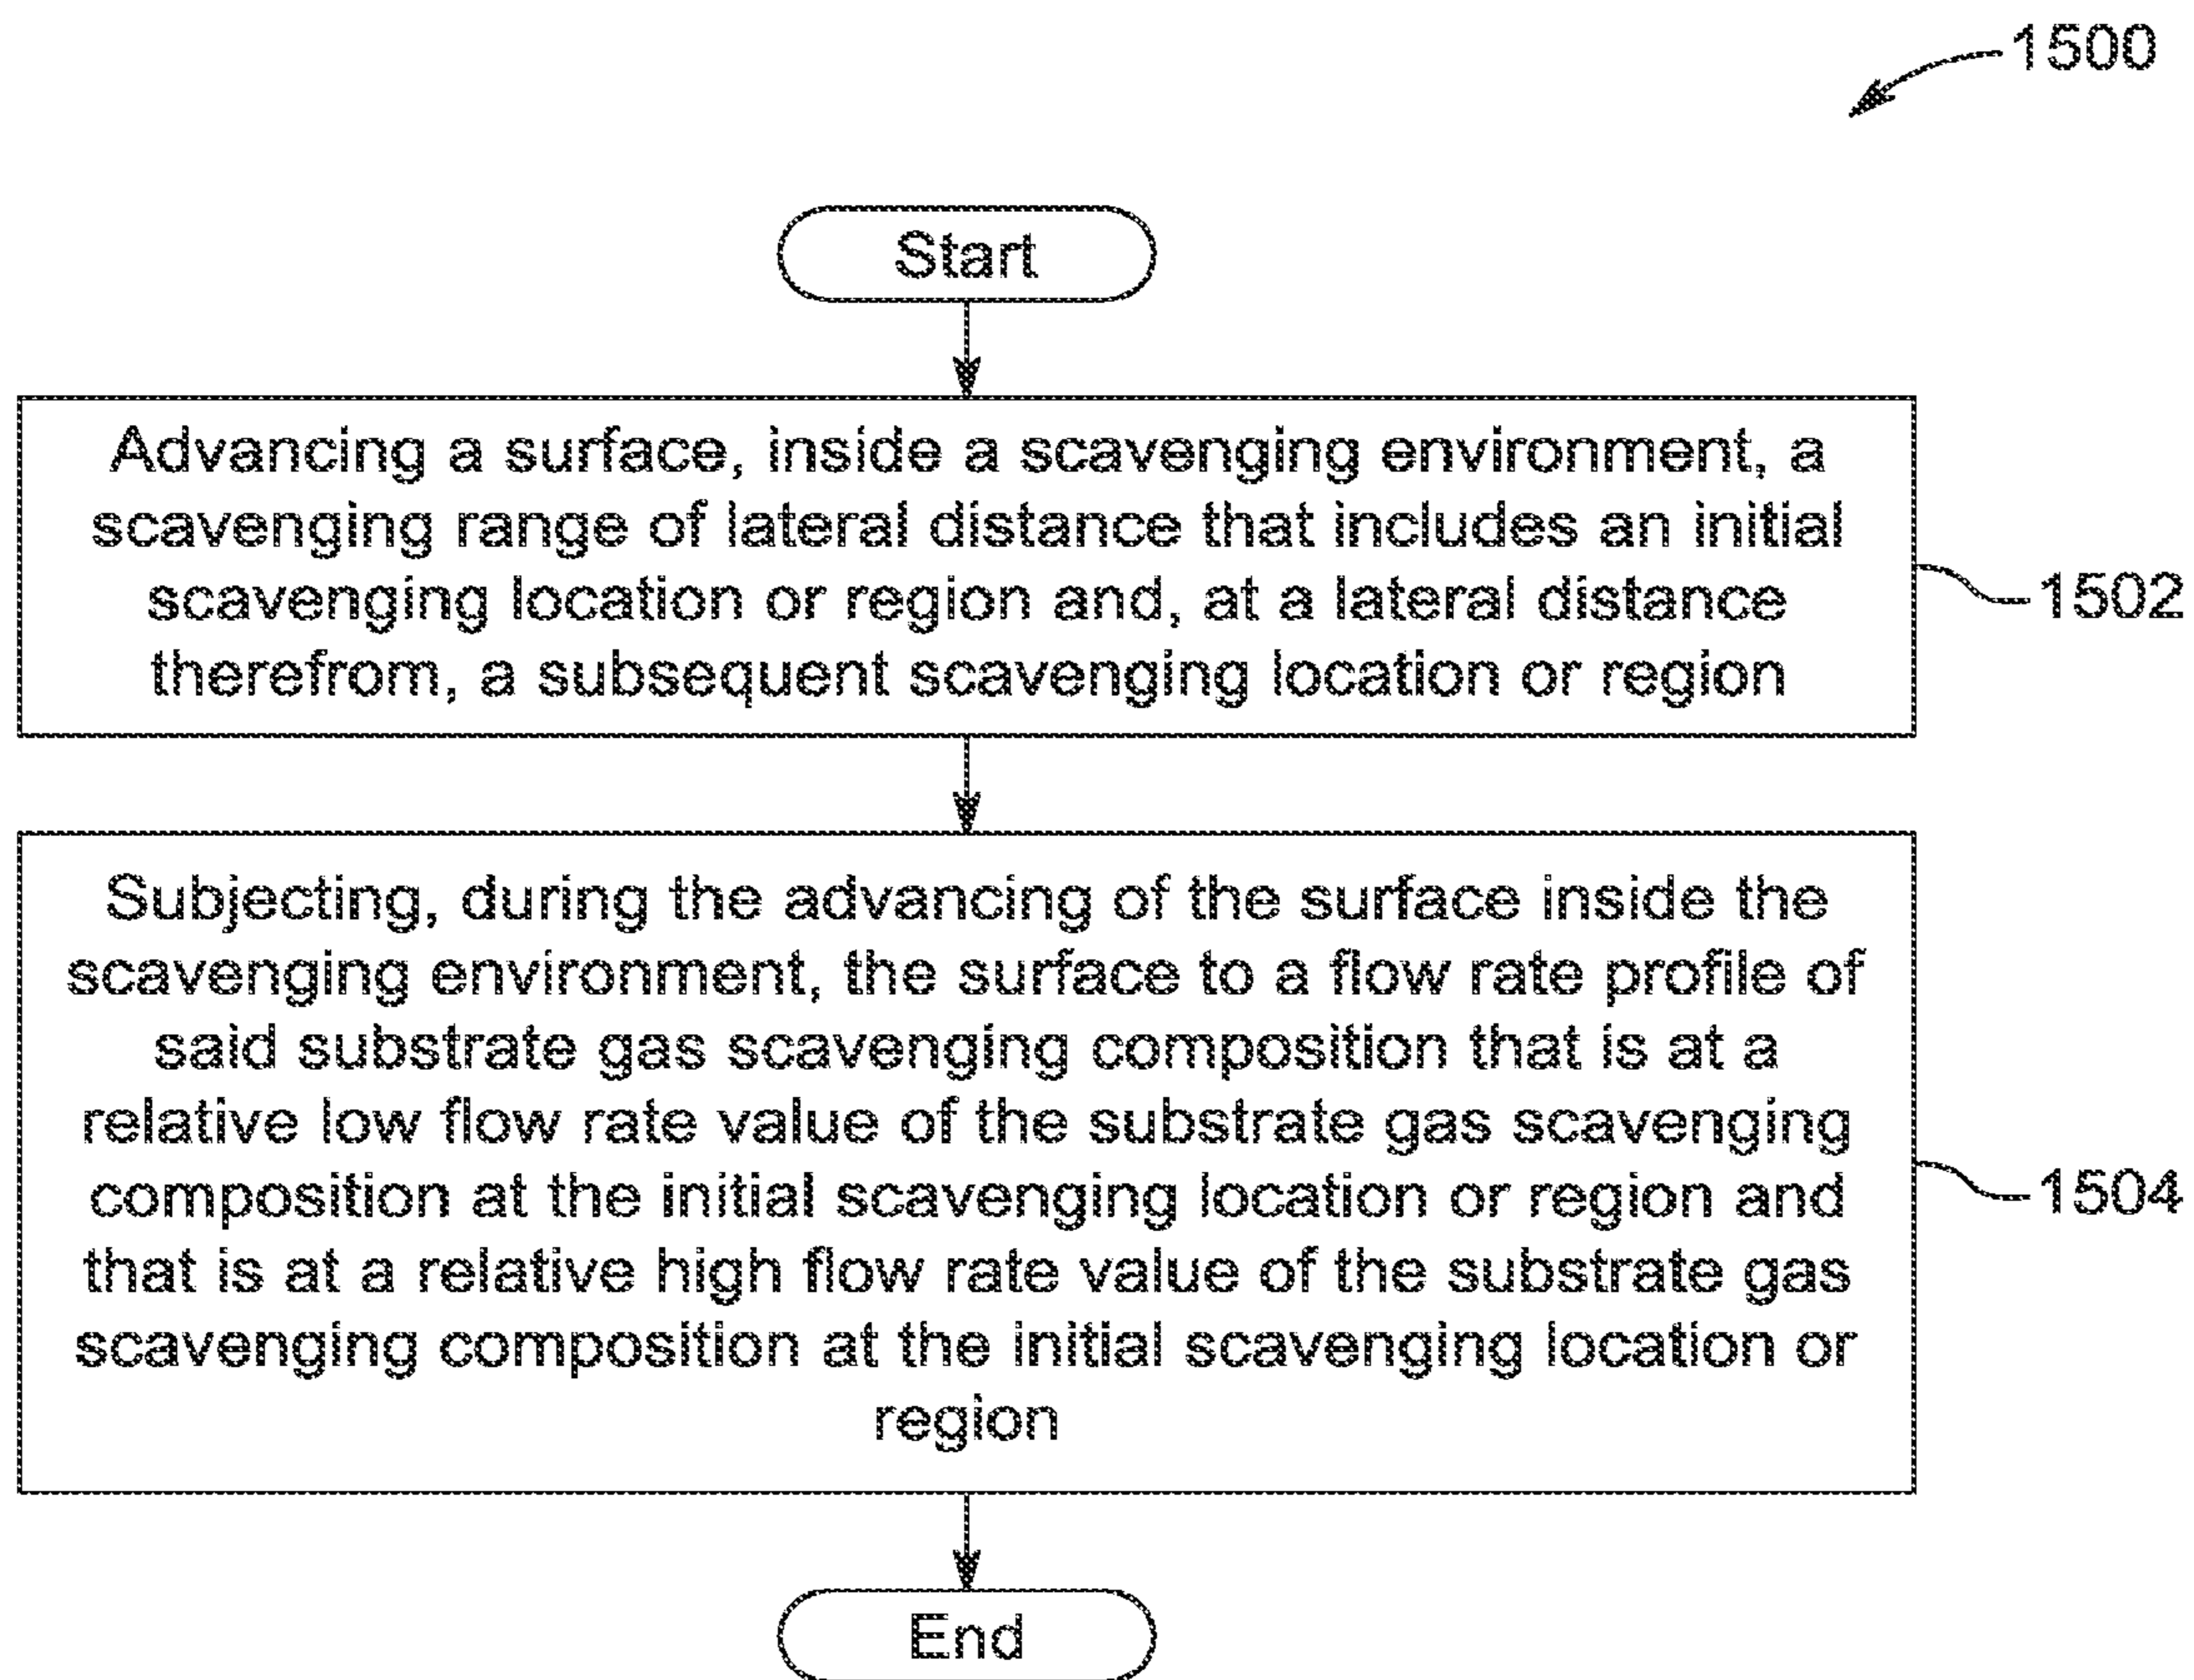 1500
Start
Advancing a surface, inside a scavenging environment, a
scavenging range of lateral distance that includes an initial
scavenging location or region and, at a lateral distance
therefrom, a subsequent scavenging location or region
1502
Subjecting, during the advancing of the surface inside the
scavenging environment, the surface to a flow rate profile of
said substrate gas scavenging composition that is at a
relative low flow rate value of the substrate gas scavenging
composition at the initial scavenging location or region and
that is at a relative high flow rate value of the substrate gas
scavenging composition at the initial scavenging location or
region
1504
End